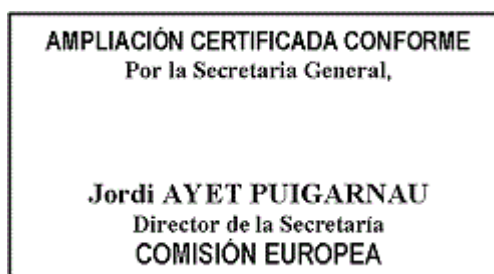 AMPLIACIÓN CERTIFICADA CONFORME
Por la Secretaria General,
Jordi AYET PUIGARNAU
Director de la Secretaría
COMISIÓN EUROPEA